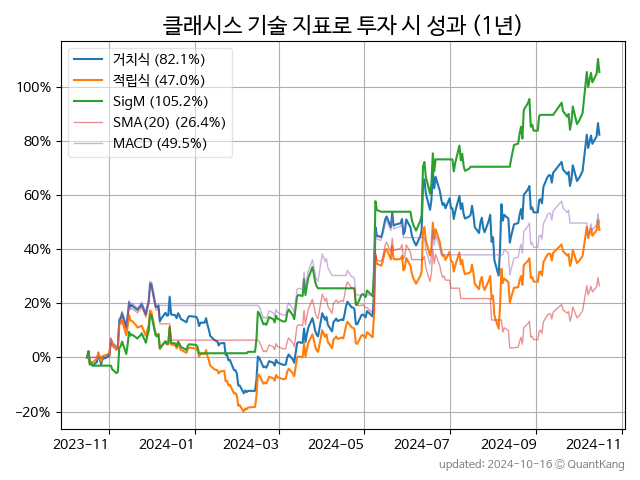 클래시스 기술 지표로 투자 시 성과 (1년)
거치식 (82.1%)
적립식 (47.0%)
SigM (105.2%)
SMA(20) (26.4%)
MACD (49.5%)
100%
80%
60%
40%
20%
0%
−20%
2023-11 2024-01 2024-03 2024-05 2024-07 2024-09 2024-11
updated: 2024-10-16 © QuantKang